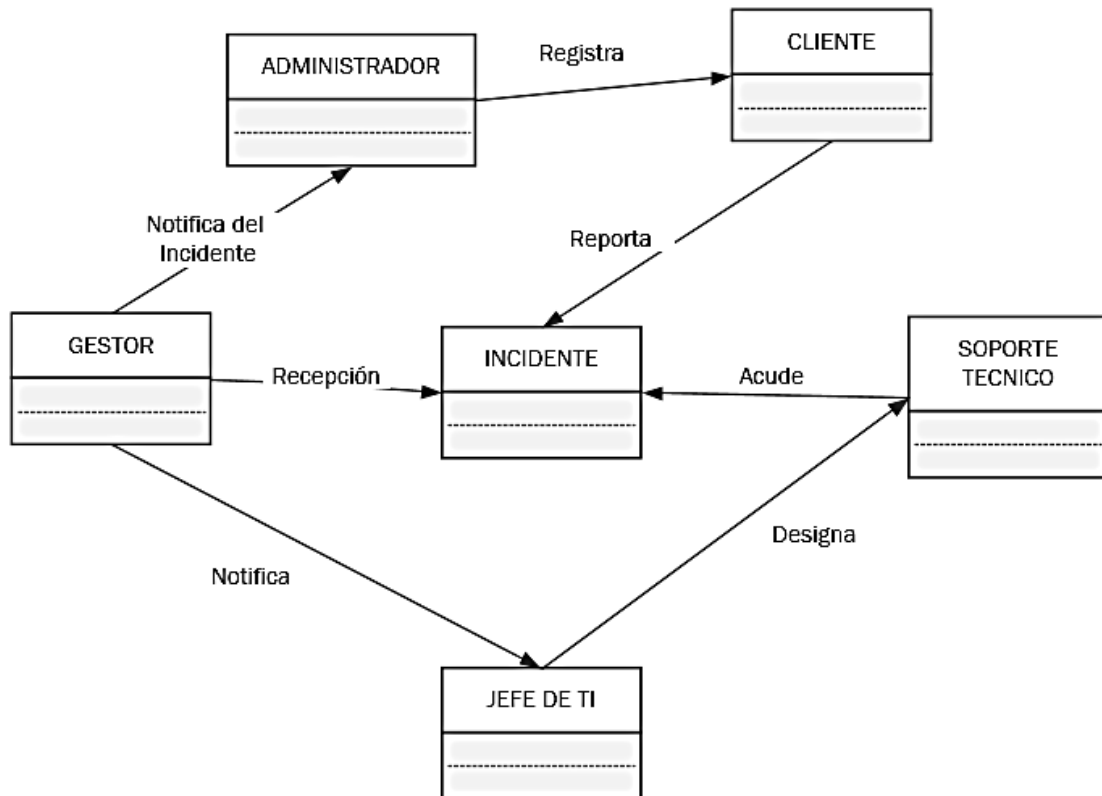 ADMINISTRADOR
Registra
CLIENTE
Notifica del
Incidente
Reporta
GESTOR
Recepción
INCIDENTE
Acude
SOPORTE
TECNICO
Designa
Notifica
JEFE DE TI